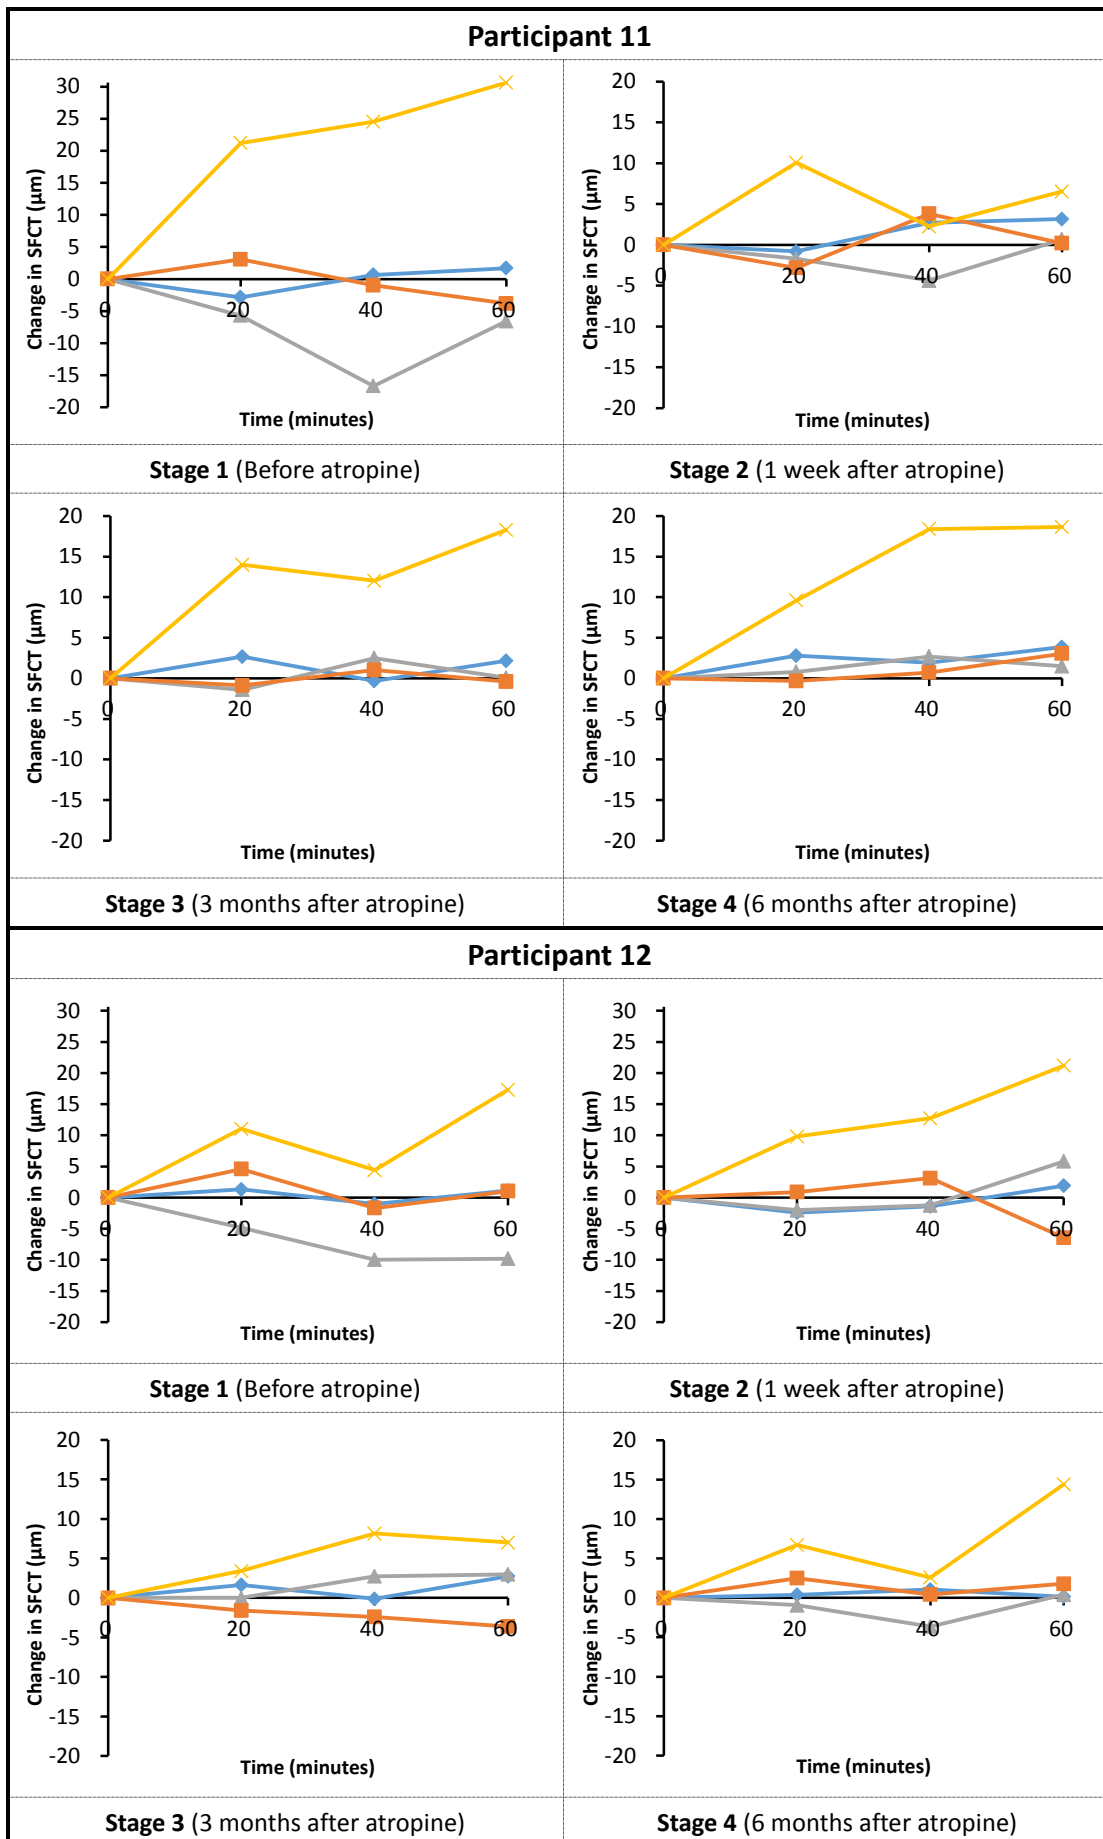 Participant 11
30
25
20
15
10
5
0
-5
-10
-15
-20
0 20 40 60
Change in SFCT (µm)
Time (minutes)
Stage 1 (Before atropine)
20
15
10
5
0
-5
-10
-15
-20
0 20 40 60
Change in SFCT (µm)
Time (minutes)
Stage 2 (1 week after atropine)
20
15
10
5
0
-5
-10
-15
-20
0 20 40 60
Change in SFCT (µm)
Time (minutes)
Stage 3 (3 months after atropine)
20
15
10
5
0
-5
-10
-15
-20
0 20 40 60
Change in SFCT (µm)
Time (minutes)
Stage 4 (6 months after atropine)
Participant 12
30
25
20
15
10
5
0
-5
-10
-15
-20
0 20 40 60
Change in SFCT (µm)
Time (minutes)
Stage 1 (Before atropine)
30
25
20
15
10
5
0
-5
-10
-15
-20
0 20 40 60
Change in SFCT (µm)
Time (minutes)
Stage 2 (1 week after atropine)
20
15
10
5
0
-5
-10
-15
-20
0 20 40 60
Change in SFCT (µm)
Time (minutes)
Stage 3 (3 months after atropine)
20
15
10
5
0
-5
-10
-15
-20
0 20 40 60
Change in SFCT (µm)
Time (minutes)
Stage 4 (6 months after atropine)